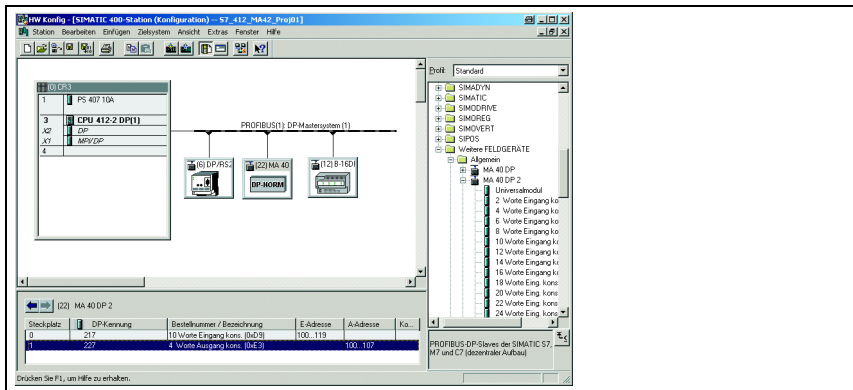 HW Konfig - [SIMATIC 400-Station (Konfiguration) -- S7_412_MA42_Proj01]
Station Bearbeiten Einfügen Zielsystem Ansicht Extras Fenster Hilfe
(0) CR3
1 PS 407 10A
3 CPU 412-2 DP(1)
X2 DP
X1 MPI/DP
4
PROFIBUS(1): DP-Mastersystem (1)
(6) DP/RS2
(22) MA 40
DP-NORM
(12) B-16DI
Profil: Standard
SIMADYN
SIMATIC
SIMODRIVE
SIMOREG
SIMOVERT
SIPOS
Weitere FELDGERÄTE
Allgemein
MA 40 DP
MA 40 DP 2
Universalmodul
2 Worte Eingang ko
4 Worte Eingang ko
6 Worte Eingang ko
8 Worte Eingang ko
10 Worte Eingang k
12 Worte Eingang k
14 Worte Eingang k
16 Worte Eingang k
18 Worte Eing. kons
20 Worte Eing. kons
22 Worte Eing. kons
24 Worte Eing. kons
PROFIBUS-DP-Slaves der SIMATIC S7,
M7 und C7 (dezentraler Aufbau)
(22) MA 40 DP 2
Steckplatz DP-Kennung Bestellnummer / Bezeichnung E-Adresse A-Adresse Ko...
0 217 10 Worte Eingang kons. (0xD9) 100...119
1 227 4 Worte Ausgang kons. (0xE3) 100...107
Drücken Sie F1, um Hilfe zu erhalten.